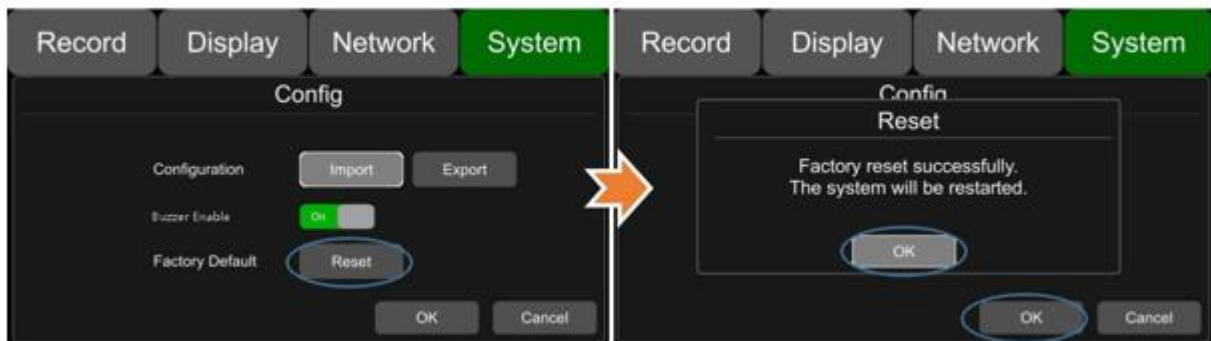 Record Display Network System
Config
Configuration Import Export
Buzzer Enable On
Factory Default Reset
OK Cancel
Record Display Network System
Config
Reset
Factory reset successfully.
The system will be restarted.
OK
OK Cancel